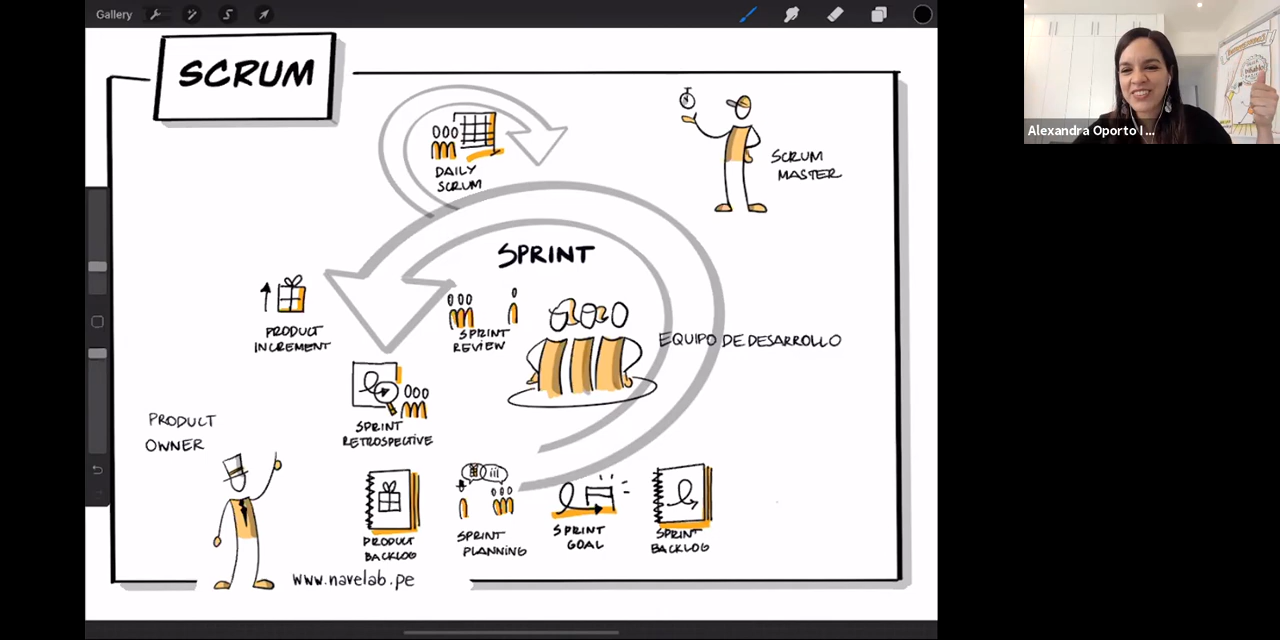 Gallery
SCRUM
DAILY
SCRUM
SCRUM
MASTER
SPRINT
PRODUCT
INCREMENT
SPRINT
REVIEW
EQUIPO DE DESARROLLO
SPRINT
RETROSPECTIVE
PRODUCT
OWNER
PRODUCT
BACKLOG
SPRINT
PLANNING
SPRINT
GOAL
SPRINT
BACKLOG
www.navelab.pe
Alexandra Oporto I...